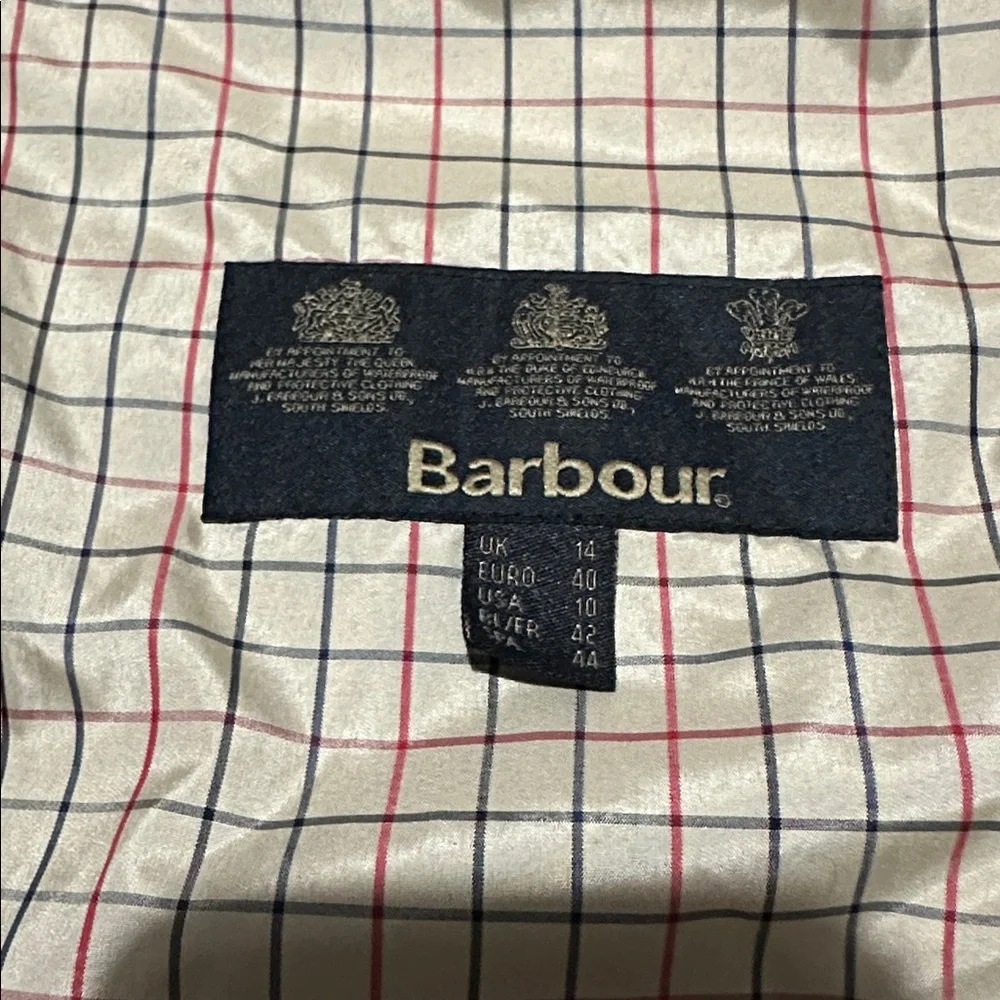 BY APPOINTMENT TO
HER MAJESTY THE QUEEN
MANUFACTURERS OF WATERPROOF
AND PROTECTIVE CLOTHING
J. BARBOUR & SONS LTD.
SOUTH SHIELDS.
BY APPOINTMENT TO
H.R.H. THE DUKE OF EDINBURGH
MANUFACTURERS OF WATERPROOF
AND PROTECTIVE CLOTHING
J. BARBOUR & SONS LTD.
SOUTH SHIELDS
BY APPOINTMENT TO
H.R.H. THE PRINCE OF WALES
MANUFACTURERS OF WATERPROOF
AND PROTECTIVE CLOTHING
J. BARBOUR & SONS LTD.
SOUTH SHIELDS
Barbour®
UK 14
EURO 40
USA 10
/FR 42
44